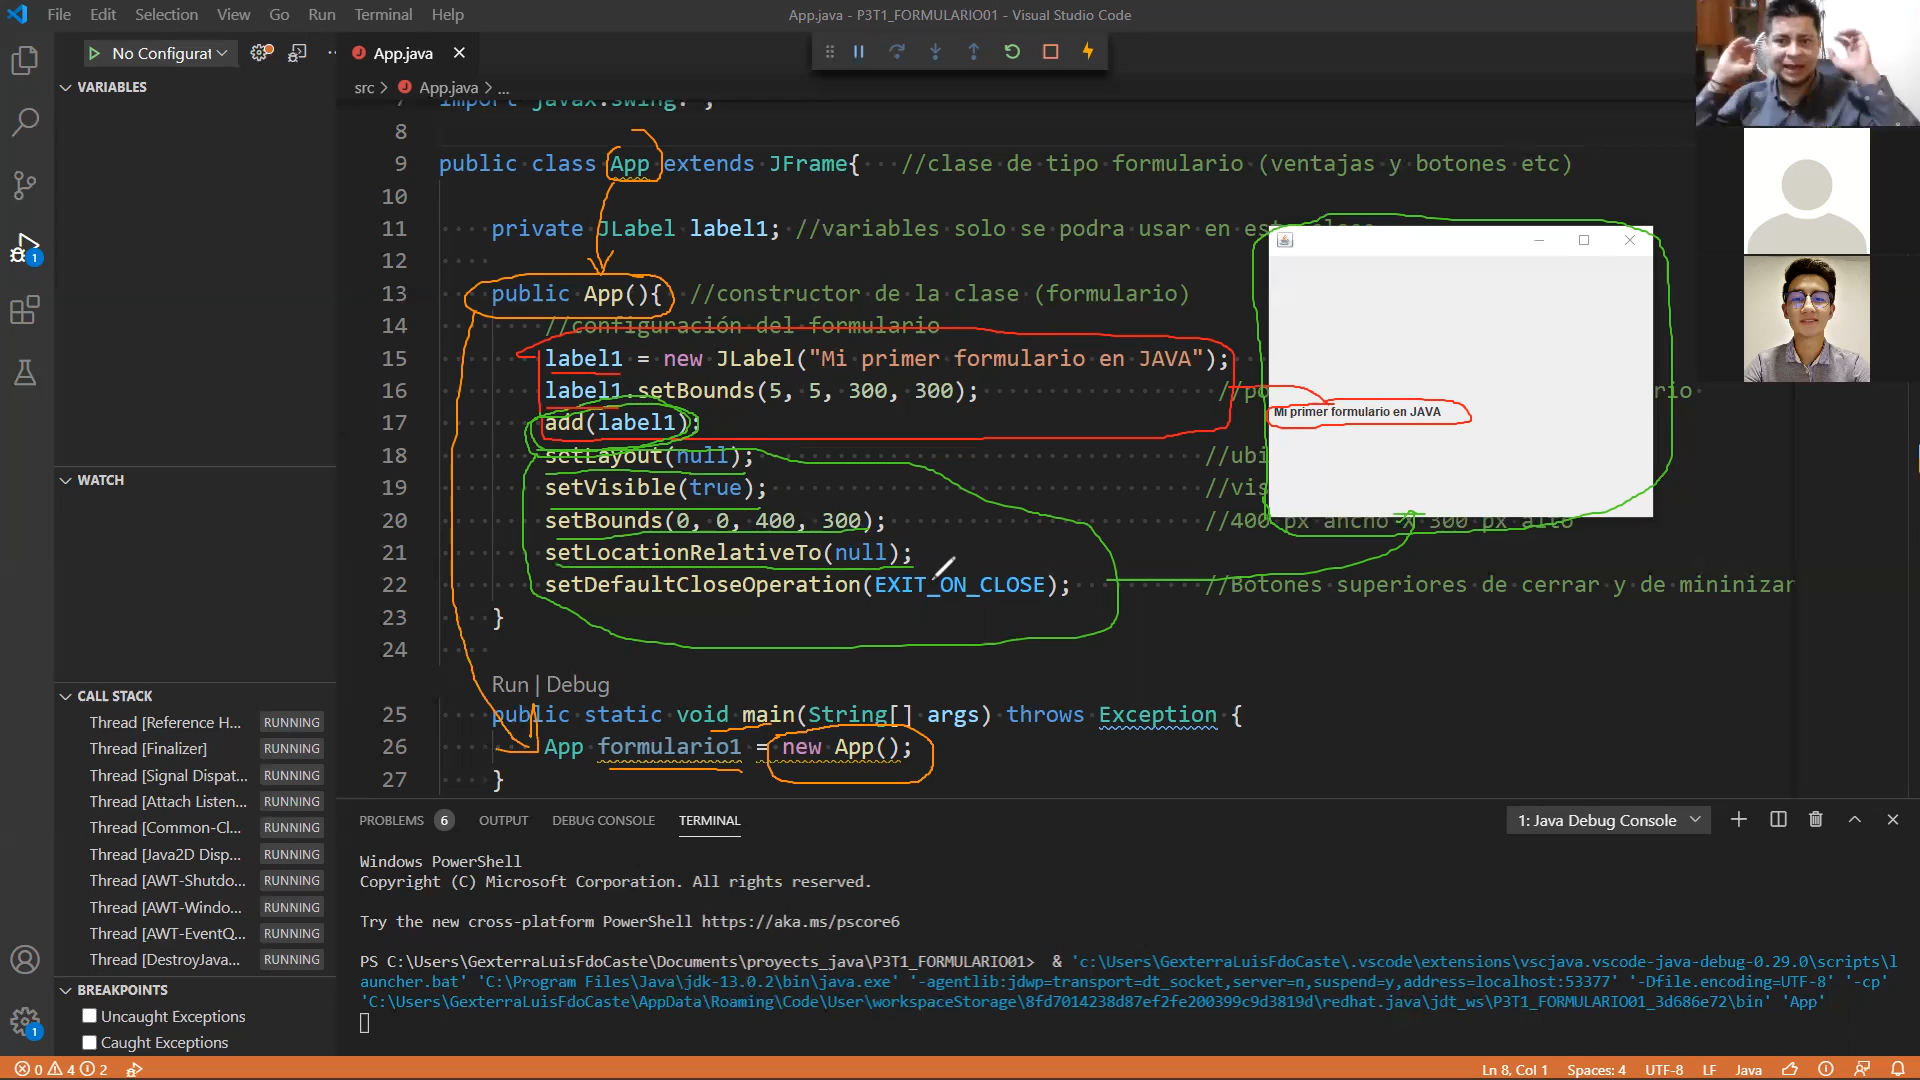 File Edit Selection View Go Run Terminal Help
App.java - P3T1_FORMULARIO01 - Visual Studio Code
No Configurat
App.java
VARIABLES
src > App.java > ...
7 import javax.swing.*;
8
9 public class App extends JFrame{ //clase de tipo formulario (ventajas y botones etc)
10
11 private JLabel label1; //variables solo se podra usar en
12
13 public App(){ //constructor de la clase (formulario)
14 //configuración del formulario
15 label1 = new JLabel("Mi primer formulario en JAVA");
16 label1.setBounds(5, 5, 300, 300); //po
17 add(label1);
18 setLayout(null); //ubi
19 setVisible(true); //vis
20 setBounds(0, 0, 400, 300); //400 px ancho x 300 px alto
21 setLocationRelativeTo(null);
22 setDefaultCloseOperation(EXIT_ON_CLOSE); //Botones superiores de cerrar y de mininizar
23 }
24
Run | Debug
25 public static void main(String[] args) throws Exception {
26 App formulario1 = new App();
27 }
Mi primer formulario en JAVA
WATCH
CALL STACK
Thread [Reference H... RUNNING
Thread [Finalizer] RUNNING
Thread [Signal Dispat... RUNNING
Thread [Attach Listen... RUNNING
Thread [Common-Cl... RUNNING
Thread [Java2D Disp... RUNNING
Thread [AWT-Shutdo... RUNNING
Thread [AWT-Windo... RUNNING
Thread [AWT-EventQ... RUNNING
Thread [DestroyJava... RUNNING
BREAKPOINTS
Uncaught Exceptions
Caught Exceptions
PROBLEMS 6 OUTPUT DEBUG CONSOLE TERMINAL
1: Java Debug Console
Windows PowerShell
Copyright (C) Microsoft Corporation. All rights reserved.
Try the new cross-platform PowerShell https://aka.ms/pscore6
PS C:\Users\GexterraLuisFdoCaste\Documents\proyects_java\P3T1_FORMULARIO01> & 'c:\Users\GexterraLuisFdoCaste\.vscode\extensions\vscjava.vscode-java-debug-0.29.0\scripts\l
auncher.bat' 'C:\Program Files\Java\jdk-13.0.2\bin\java.exe' '-agentlib:jdwp=transport=dt_socket,server=n,suspend=y,address=localhost:53377' '-Dfile.encoding=UTF-8' '-cp'
'C:\Users\GexterraLuisFdoCaste\AppData\Roaming\Code\User\workspaceStorage\8fd7014238d87ef2fe200399c9d3819d\redhat.java\jdt_ws\P3T1_FORMULARIO01_3d686e72\bin' 'App'
1
1
0 4 2
Ln 8, Col 1 Spaces: 4 UTF-8 LF Java